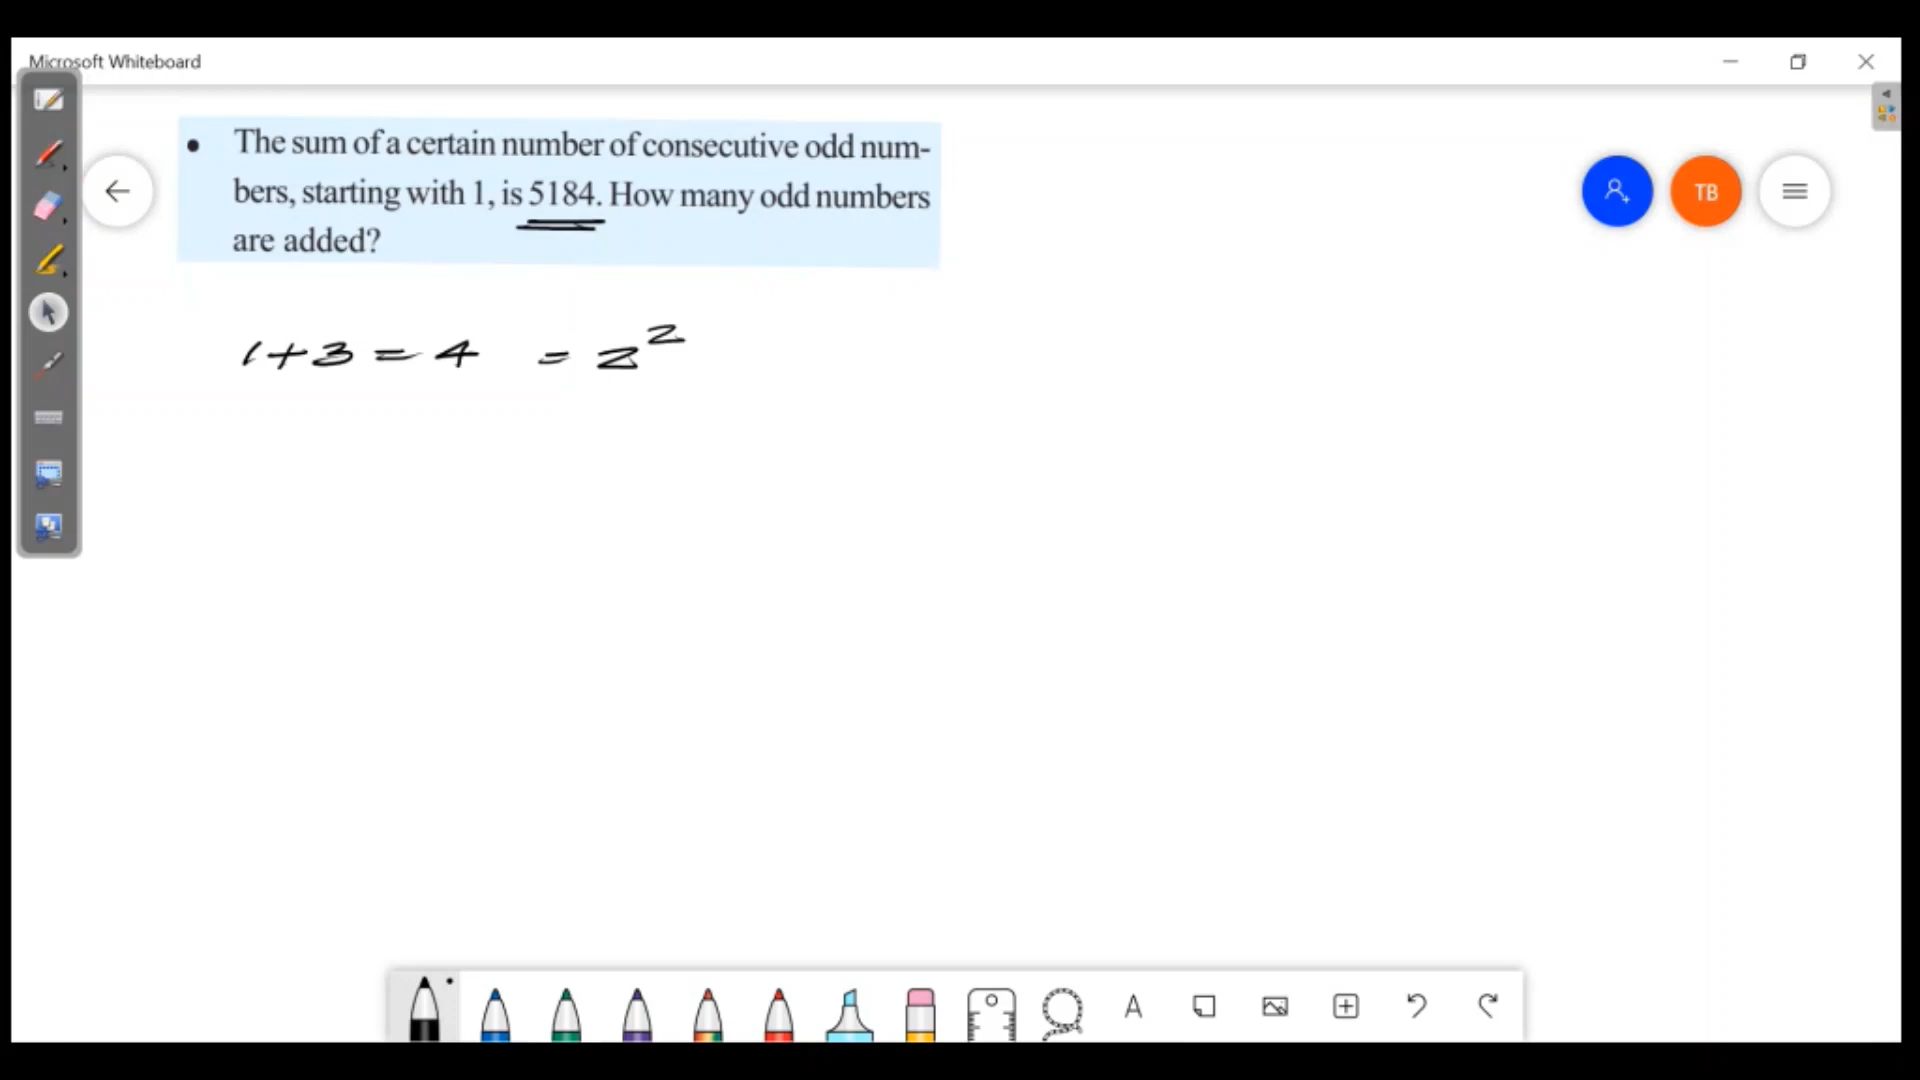 Microsoft Whiteboard
• The sum of a certain number of consecutive odd num-
bers, starting with 1, is 5184. How many odd numbers
are added?
TB
1+3 = 4 = 2²
A